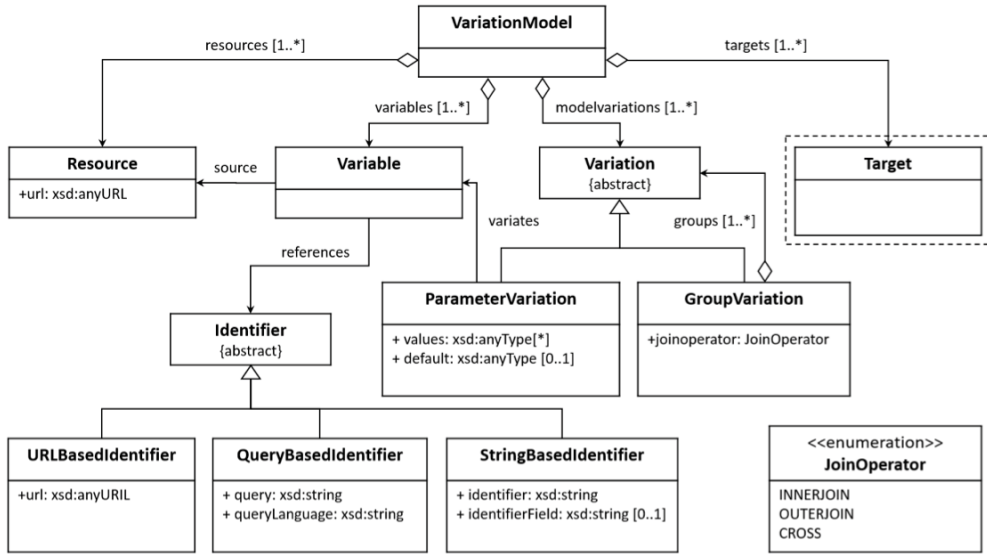 VariationModel
resources [1..*]
targets [1..*]
variables [1..*]
modelvariations [1..*]
Resource
+url: xsd:anyURL
source
Variable
Variation
{abstract}
Target
variates
groups [1..*]
references
Identifier
{abstract}
ParameterVariation
+ values: xsd:anyType[*]
+ default: xsd:anyType [0..1]
GroupVariation
+joinoperator: JoinOperator
URLBasedIdentifier
+url: xsd:anyURIL
QueryBasedIdentifier
+ query: xsd:string
+ queryLanguage: xsd:string
StringBasedIdentifier
+ identifier: xsd:string
+ identifierField: xsd:string [0..1]
<<enumeration>>
JoinOperator
INNERJOIN
OUTERJOIN
CROSS